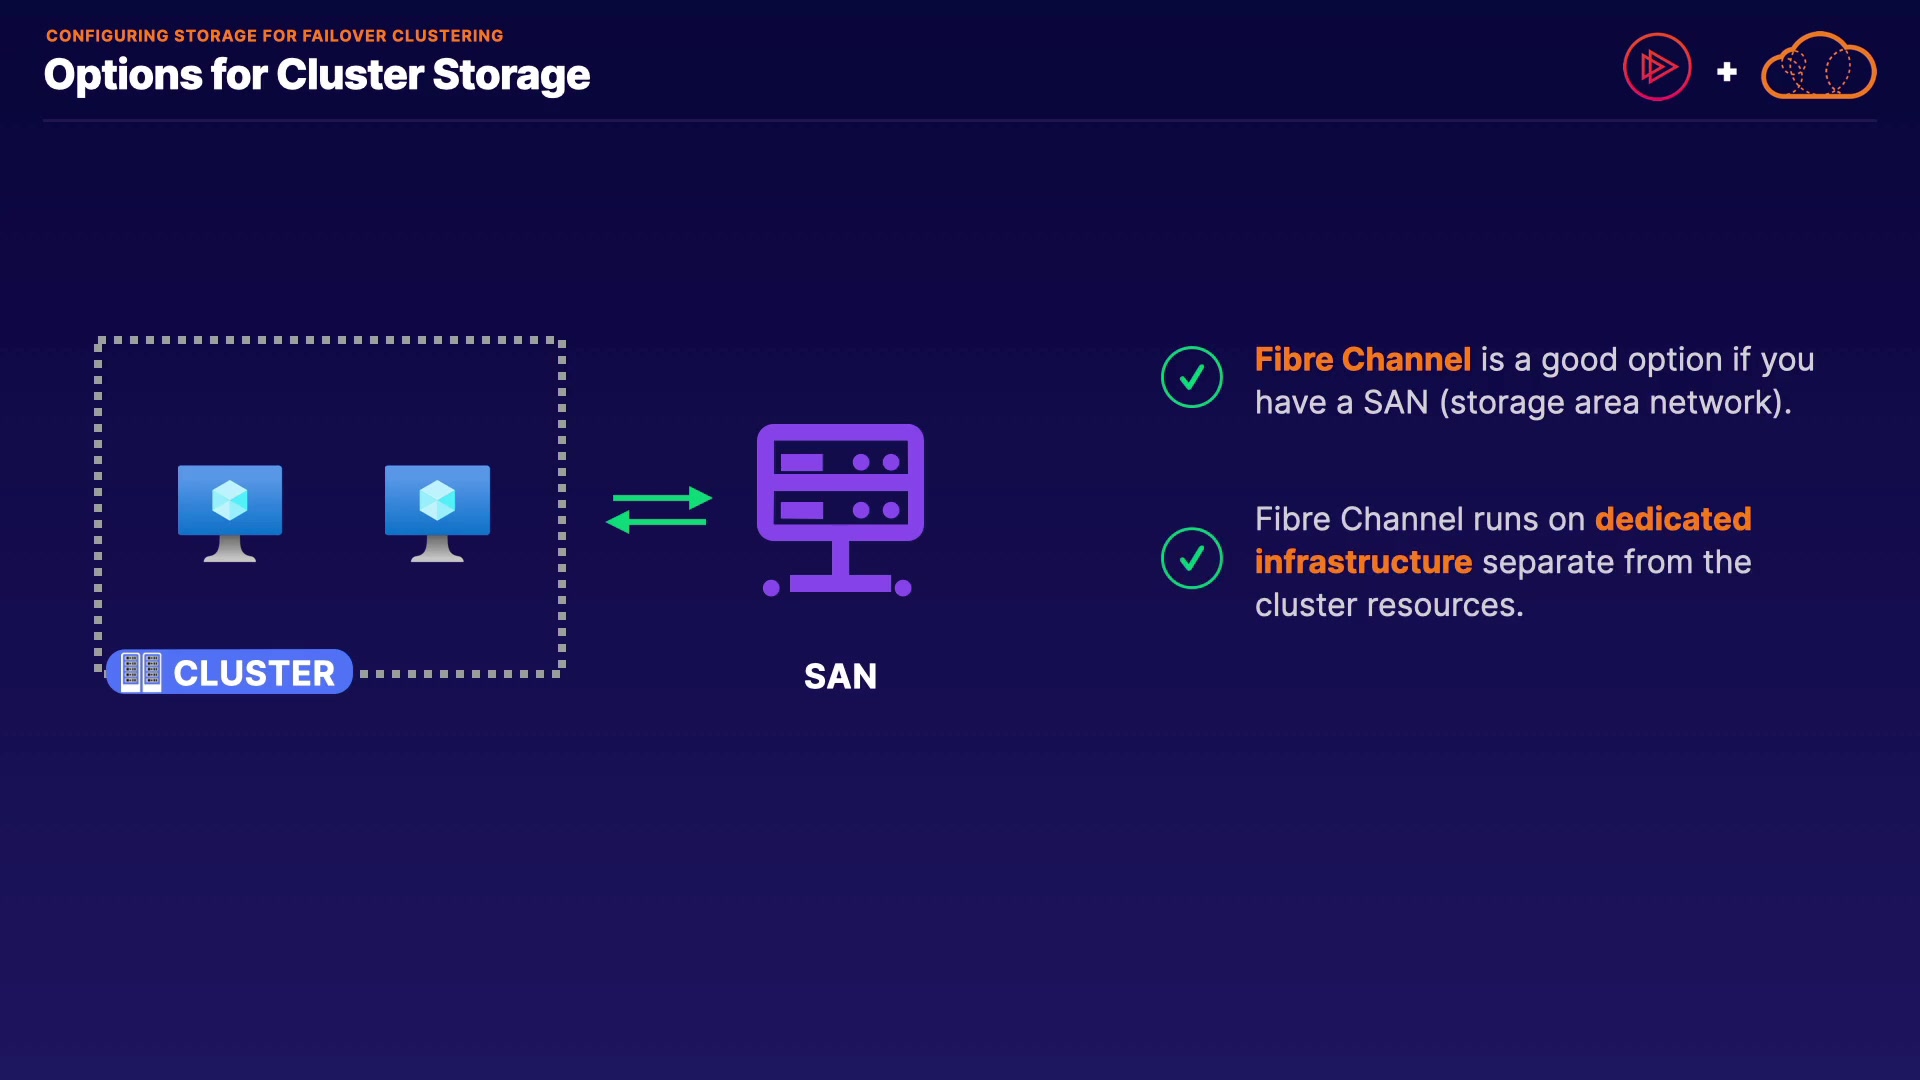 CONFIGURING STORAGE FOR FAILOVER CLUSTERING
Options for Cluster Storage
CLUSTER
SAN
Fibre Channel is a good option if you
have a SAN (storage area network).
Fibre Channel runs on dedicated
infrastructure separate from the
cluster resources.